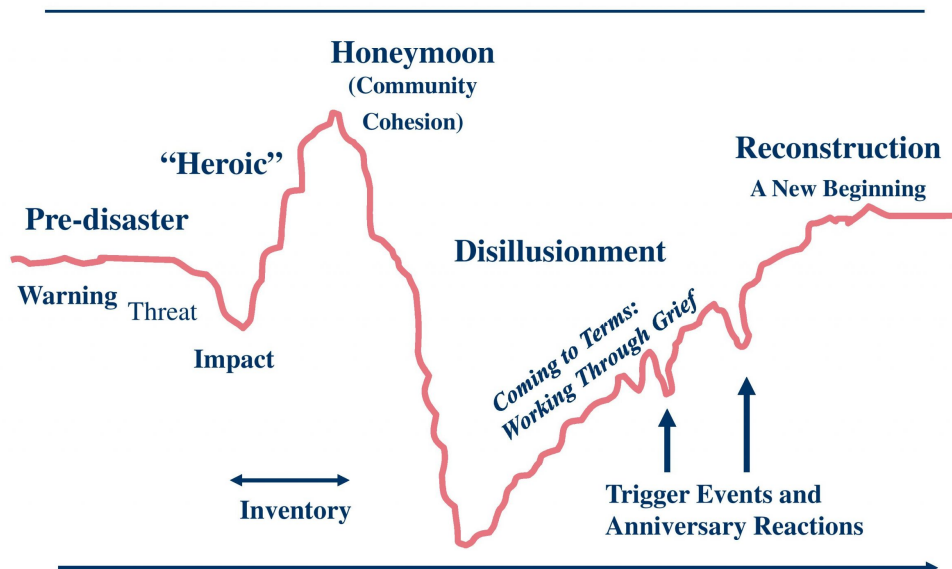 Honeymoon
(Community
Cohesion)
“Heroic”
Reconstruction
A New Beginning
Pre-disaster
Disillusionment
Warning
Threat
Impact
Coming to Terms:
Working Through Grief
Inventory
Trigger Events and
Anniversary Reactions